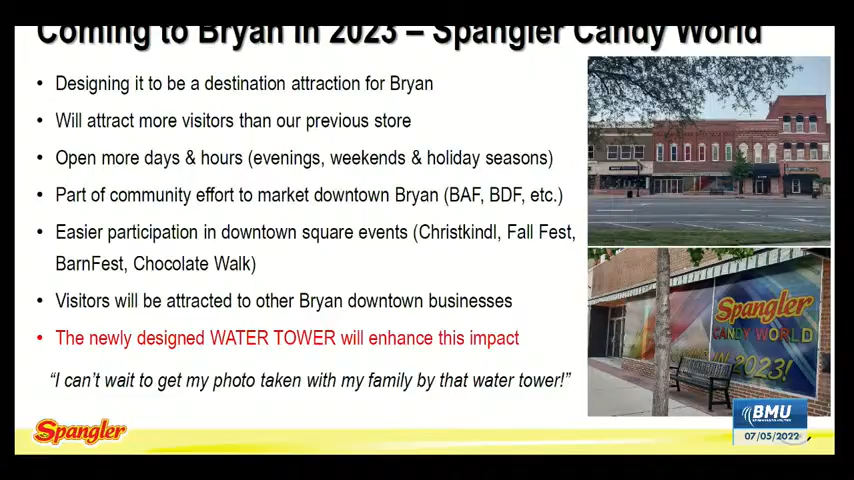 Coming to Bryan in 2023 – Spangler Candy World
• Designing it to be a destination attraction for Bryan
• Will attract more visitors than our previous store
• Open more days & hours (evenings, weekends & holiday seasons)
• Part of community effort to market downtown Bryan (BAF, BDF, etc.)
• Easier participation in downtown square events (Christkindl, Fall Fest,
BarnFest, Chocolate Walk)
• Visitors will be attracted to other Bryan downtown businesses
• The newly designed WATER TOWER will enhance this impact
“I can’t wait to get my photo taken with my family by that water tower!”
Spangler
CANDY WORLD
IN 2023!
Spangler
BMU
07/05/2022